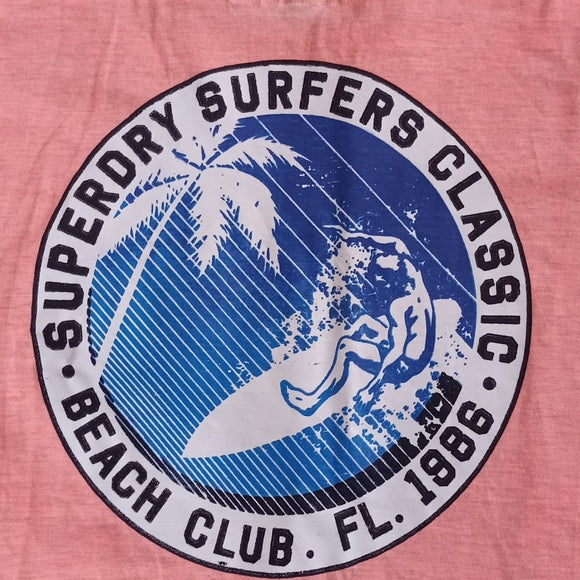 · SUPERDRY SURFERS CLASSIC ·
BEACH CLUB · FL. 1986